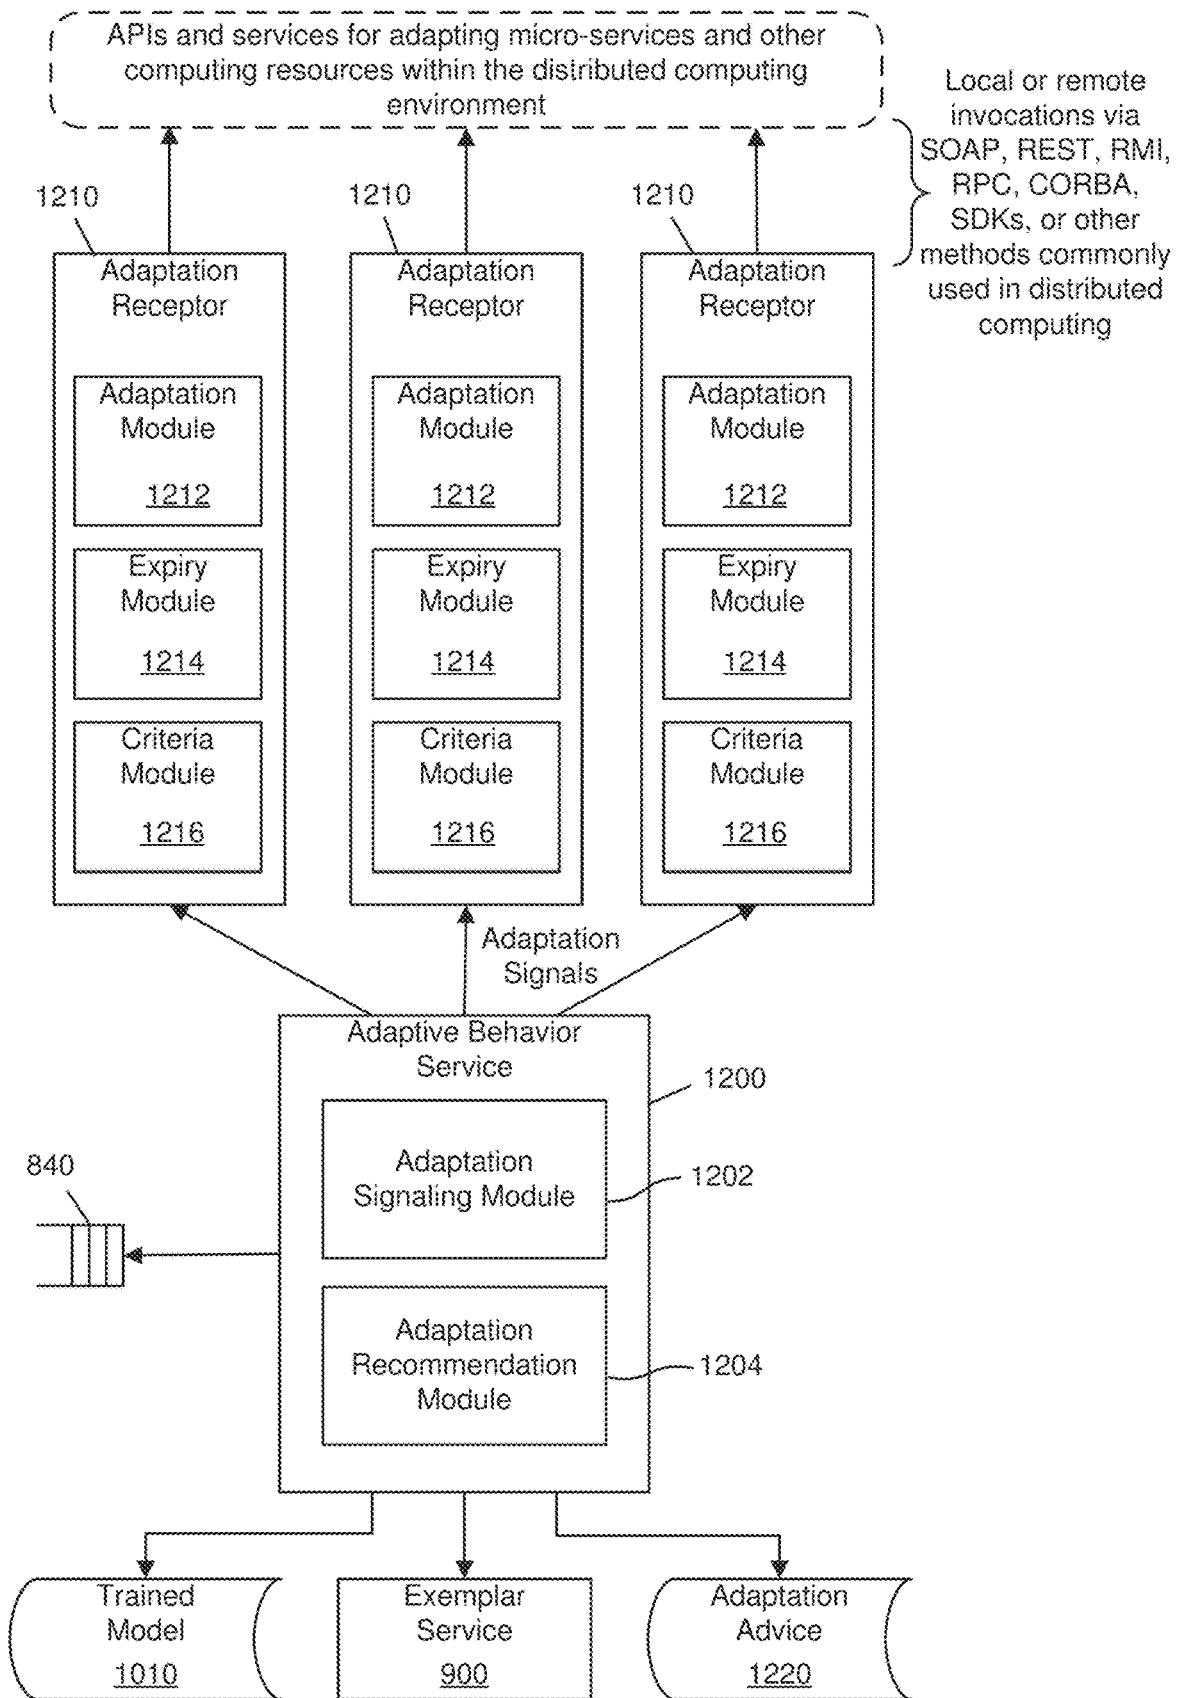 APIs and services for adapting micro-services and other
computing resources within the distributed computing
environment
Local or remote
invocations via
SOAP, REST, RMI,
RPC, CORBA,
SDKs, or other
methods commonly
used in distributed
computing
1210
1210
1210
Adaptation
Receptor
Adaptation
Module
1212
Expiry
Module
1214
Criteria
Module
1216
Adaptation
Receptor
Adaptation
Module
1212
Expiry
Module
1214
Criteria
Module
1216
Adaptation
Receptor
Adaptation
Module
1212
Expiry
Module
1214
Criteria
Module
1216
Adaptation
Signals
Adaptive Behavior
Service
1200
Adaptation
Signaling Module
1202
840
Adaptation
Recommendation
Module
1204
Trained
Model
1010
Exemplar
Service
900
Adaptation
Advice
1220